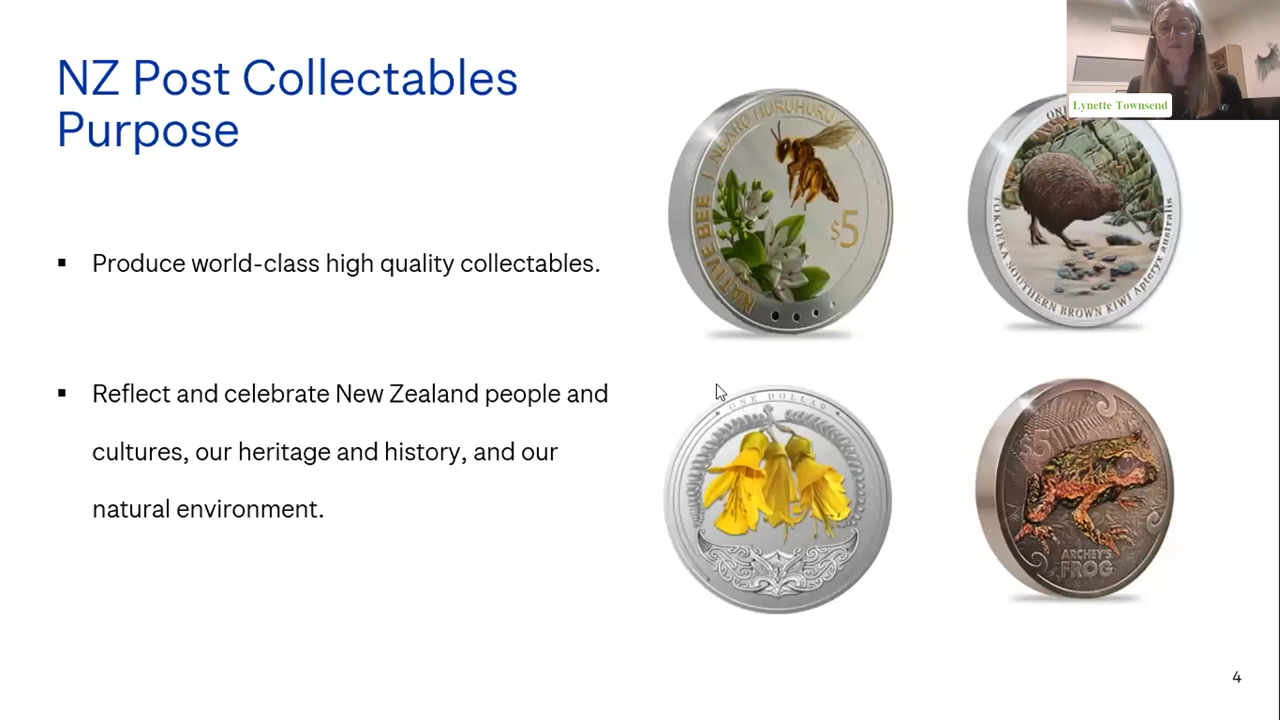 NZ Post Collectables
Purpose
▪ Produce world-class high quality collectables.
▪ Reflect and celebrate New Zealand people and
cultures, our heritage and history, and our
natural environment.
NATIVE BEE | NGARO HURUHURU
$5
TOKOEKA SOUTHERN BROWN KIWI Apteryx australis
Lynette Townsend
ONE DOLLAR
$5
ARCHEY'S
FROG
4